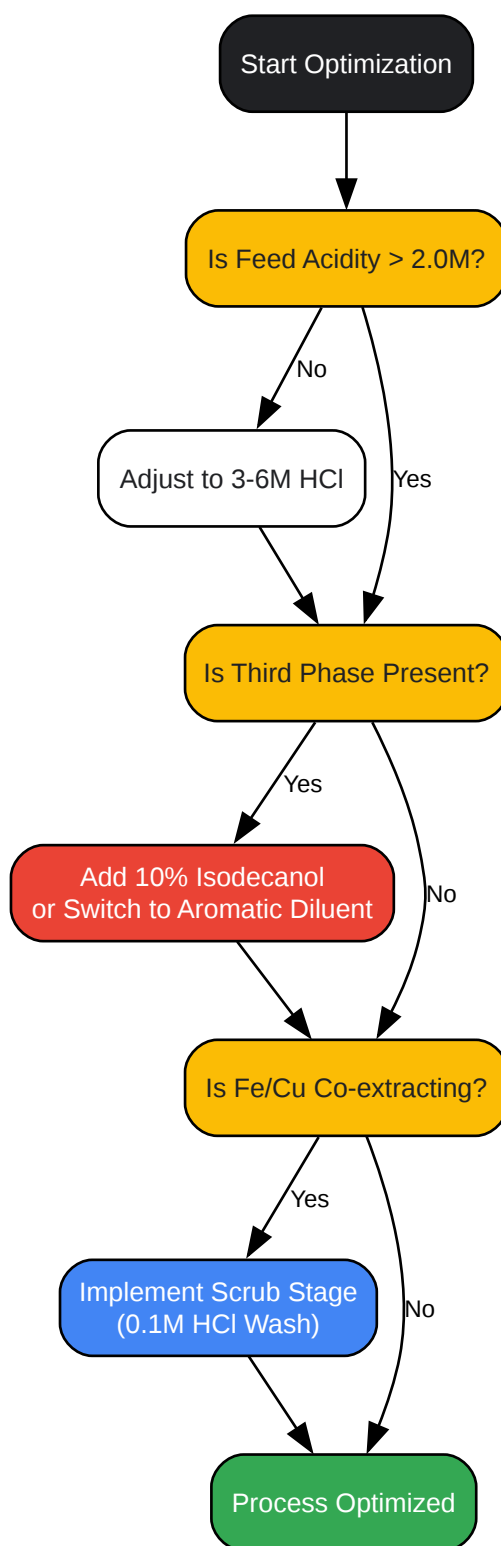 Start Optimization
Is Feed Acidity > 2.0M?
No
Adjust to 3-6M HCl
Yes
Is Third Phase Present?
Yes
Add 10% Isodecanol
or Switch to Aromatic Diluent
No
Is Fe/Cu Co-extracting?
Yes
Implement Scrub Stage
(0.1M HCl Wash)
No
Process Optimized